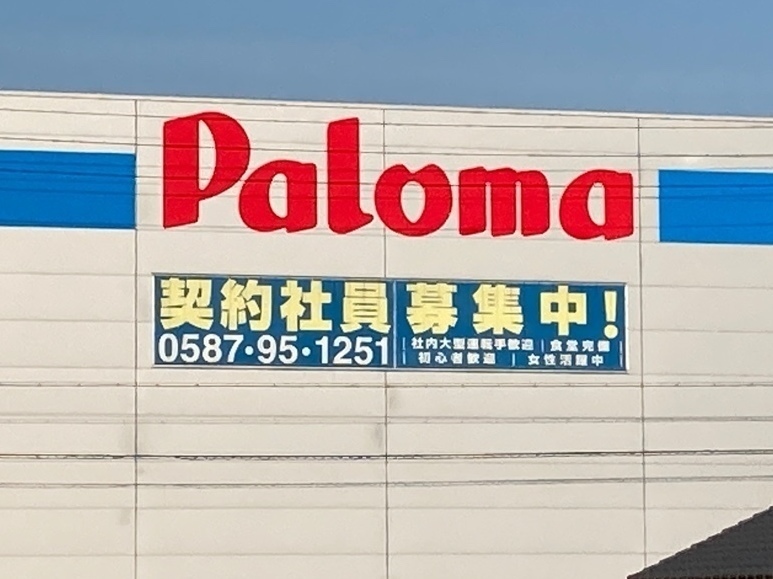 Paloma
契約社員募集中!
0587・95・1251
社内大型運転手歓迎 | 食堂完備 |
初心者歓迎 | 女性活躍中